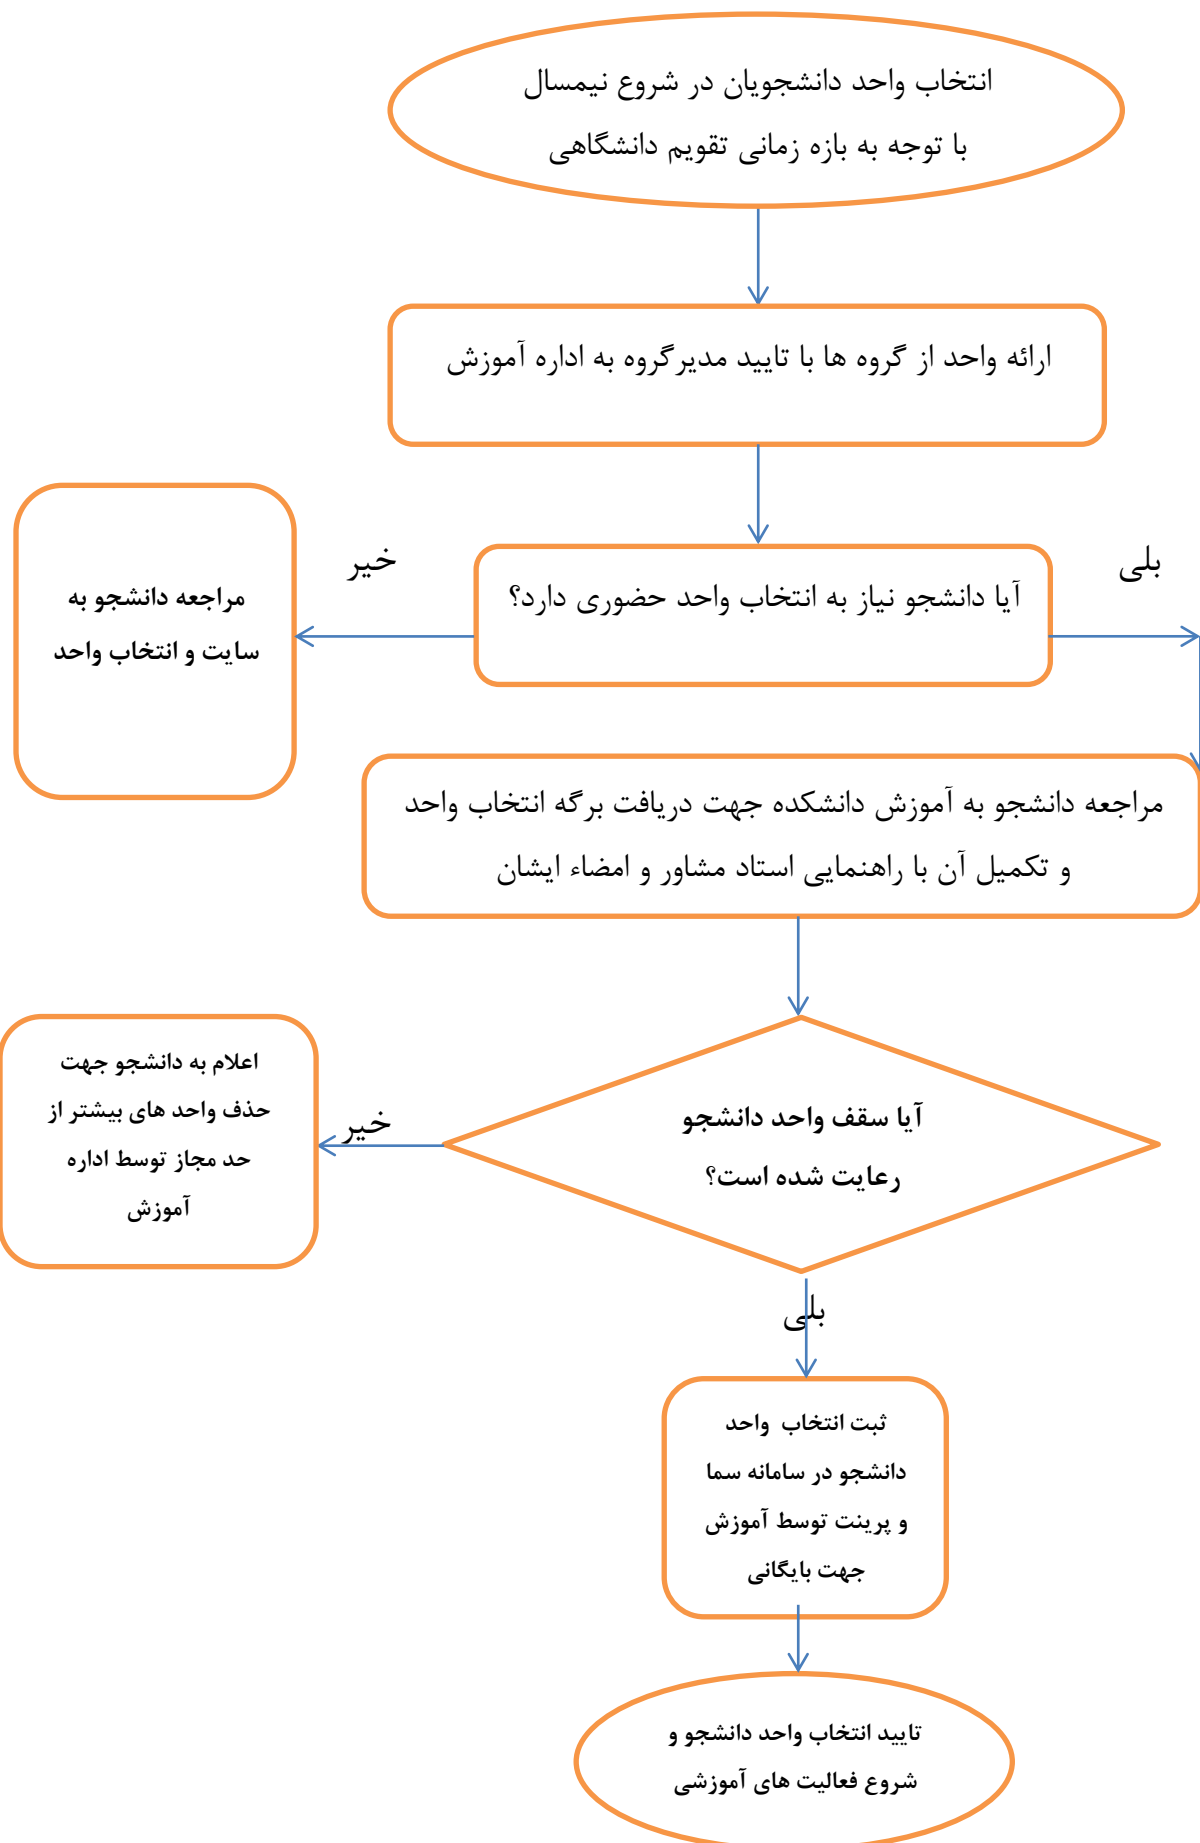 انتخاب واحد دانشجویان در شروع نیمسال
با توجه به بازه زمانی تقویم دانشگاهی
ارائه واحد از گروه ها با تایید مدیرگروه به اداره آموزش
بلی
آیا دانشجو نیاز به انتخاب واحد حضوری دارد؟
خیر
مراجعه دانشجو به
سایت و انتخاب واحد
مراجعه دانشجو به آموزش دانشکده جهت دریافت برگه انتخاب واحد
و تکمیل آن با راهنمایی استاد مشاور و امضاء ایشان
آیا سقف واحد دانشجو
رعایت شده است؟
خیر
اعلام به دانشجو جهت
حذف واحد های بیشتر از
حد مجاز توسط اداره
آموزش
بلی
ثبت انتخاب واحد
دانشجو در سامانه سما
و پرینت توسط آموزش
جهت بایگانی
تایید انتخاب واحد دانشجو و
شروع فعالیت های آموزشی